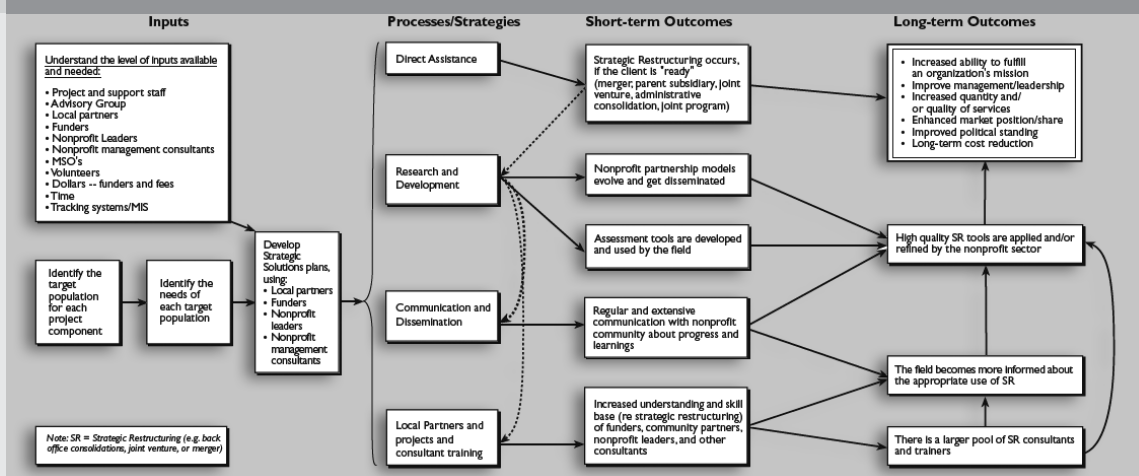 Inputs
Processes/Strategies
Short-term Outcomes
Long-term Outcomes
Understand the level of inputs available
and needed:
• Project and support staff
• Advisory Group
• Local partners
• Funders
• Nonprofit Leaders
• Nonprofit management consultants
• MSO's
• Volunteers
• Dollars -- funders and fees
• Time
• Tracking systems/MIS
Identify the
target
population
for each
project
component
Identify the
needs of
each target
population
Develop
Strategic
Solutions plans,
using:
• Local partners
• Funders
• Nonprofit
leaders
• Nonprofit
management
consultants
Note: SR = Strategic Restructuring (e.g. back
office consolidations, joint venture, or merger)
Direct Assistance
Research and
Development
Communication and
Dissemination
Local Partners and
projects and
consultant training
Strategic Restructuring occurs,
if the client is "ready"
(merger, parent subsidiary, joint
venture, administrative
consolidation, joint program)
Nonprofit partnership models
evolve and get disseminated
Assessment tools are developed
and used by the field
Regular and extensive
communication with nonprofit
community about progress and
learnings
Increased understanding and skill
base (re strategic restructuring)
of funders, community partners,
nonprofit leaders, and other
consultants
• Increased ability to fulfill
an organization's mission
• Improve management/leadership
• Increased quantity and/
or quality of services
• Enhanced market position/share
• Improved political standing
• Long-term cost reduction
High quality SR tools are applied and/or
refined by the nonprofit sector
The field becomes more informed about
the appropriate use of SR
There is a larger pool of SR consultants
and trainers